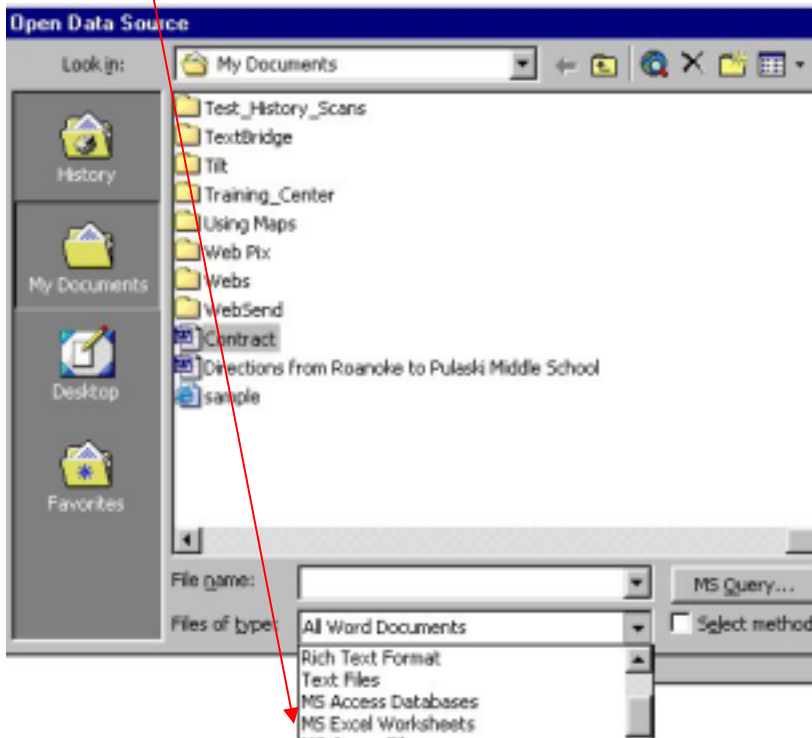 Open Data Source
Look in:
My Documents
History
My Documents
Desktop
Favorites
Test_History_Scans
TextBridge
Tilt
Training_Center
Using Maps
Web Pix
Webs
WebSend
Contract
Directions from Roanoke to Pulaski Middle School
sample
File name:
MS Query...
Files of type:
All Word Documents
Select method
Rich Text Format
Text Files
MS Access Databases
MS Excel Worksheets